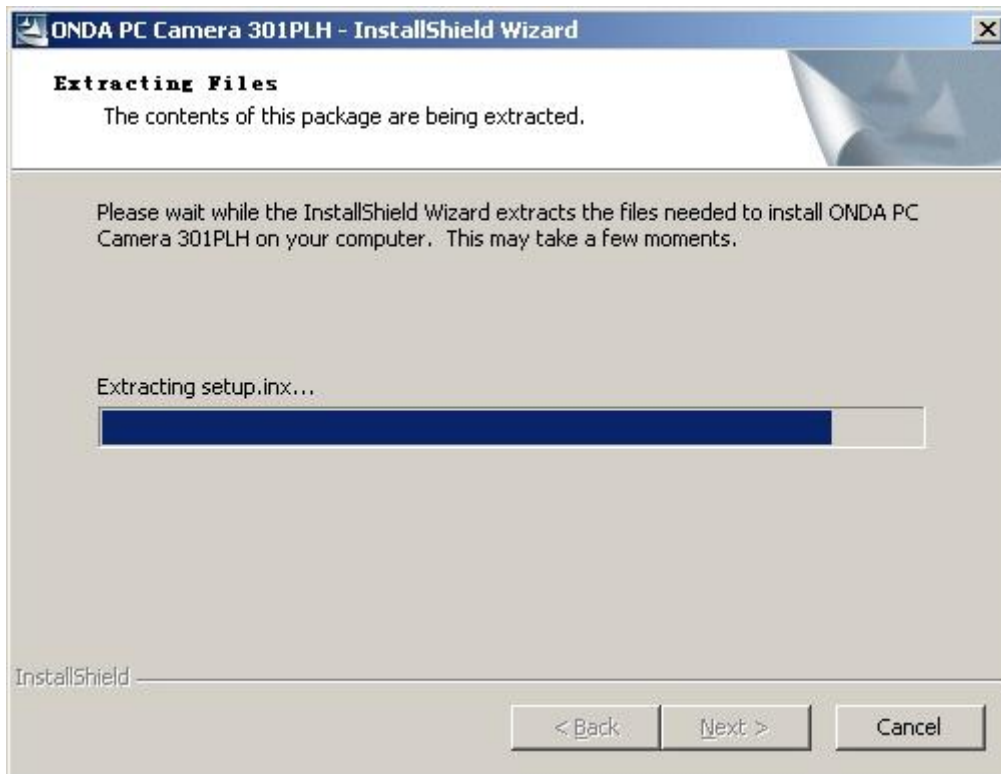 ONDA PC Camera 301PLH - InstallShield Wizard
Extracting Files
The contents of this package are being extracted.
Please wait while the InstallShield Wizard extracts the files needed to install ONDA PC
Camera 301PLH on your computer.  This may take a few moments.
Extracting setup.inx...
InstallShield
< Back
Next >
Cancel